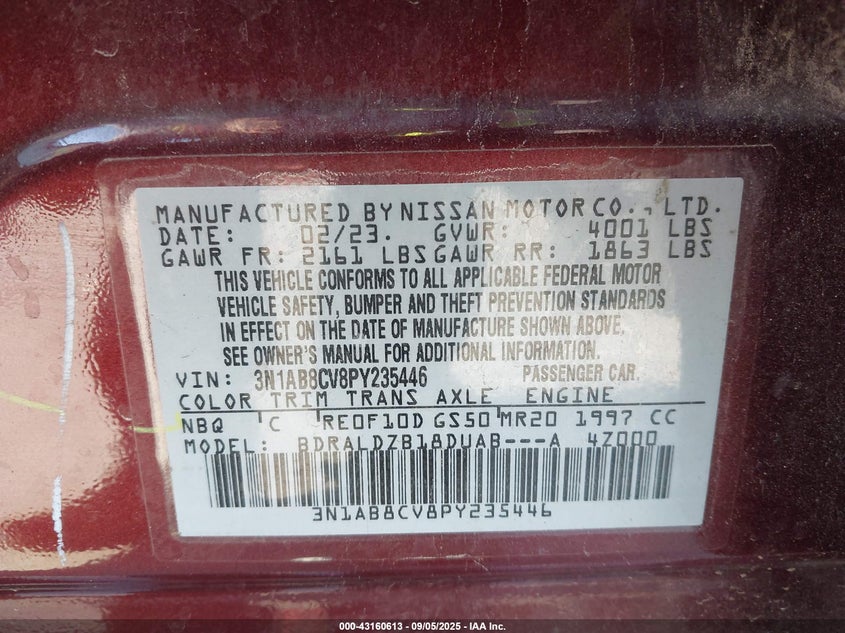 MANUFACTURED BY NISSAN MOTOR CO., LTD.
DATE: 02/23. GVWR: 4001 LBS
GAWR FR: 2161 LBS GAWR RR: 1863 LBS
THIS VEHICLE CONFORMS TO ALL APPLICABLE FEDERAL MOTOR
VEHICLE SAFETY, BUMPER AND THEFT PREVENTION STANDARDS
IN EFFECT ON THE DATE OF MANUFACTURE SHOWN ABOVE.
SEE OWNER'S MANUAL FOR ADDITIONAL INFORMATION.
VIN: 3N1AB8CV8PY235446 PASSENGER CAR.
COLOR TRIM TRANS AXLE ENGINE
NBQ C RE0F10D GS50 MR20 1997 CC
MODEL: BDRALDZB18DUAB---A 4Z000
3N1AB8CV8PY235446
000-43160613 - 09/05/2025 - IAA Inc.